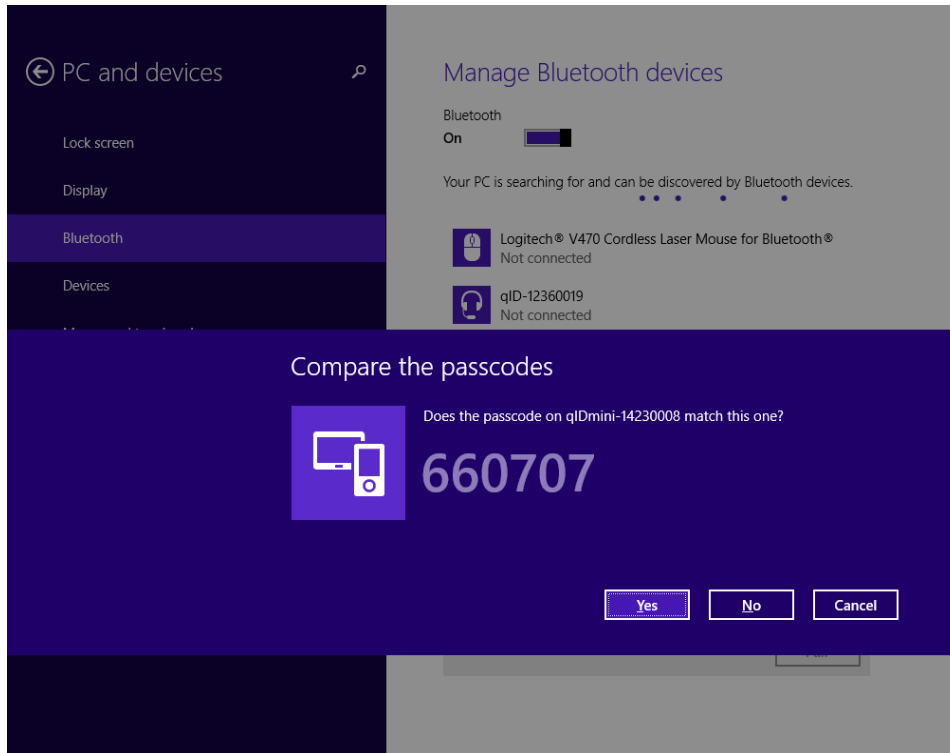 PC and devices
Lock screen
Display
Bluetooth
Devices
Manage Bluetooth devices
Bluetooth
On
Your PC is searching for and can be discovered by Bluetooth devices.
Logitech® V470 Cordless Laser Mouse for Bluetooth®
Not connected
qID-12360019
Not connected
Compare the passcodes
Does the passcode on qIDmini-14230008 match this one?
660707
Yes No Cancel